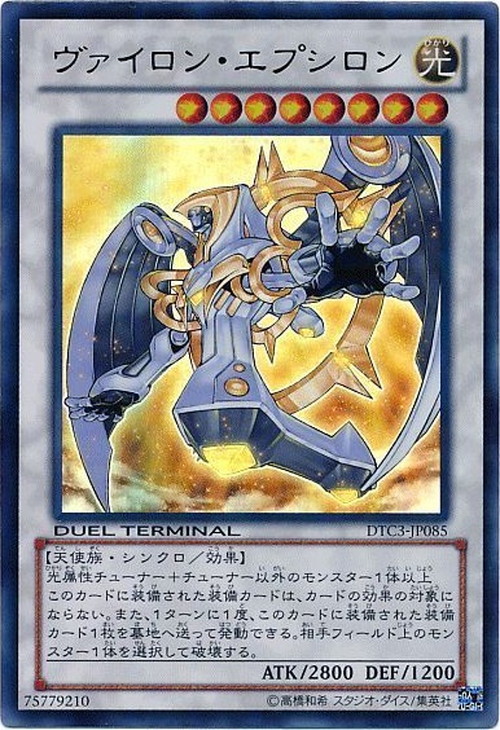 ヴァイロン・エプシロン
光
DUEL TERMINAL
DTC3-JP085
【天使族・シンクロ/効果】
光属性チューナー+チューナー以外のモンスター1体以上
このカードに装備された装備カードは、カードの効果の対象に
ならない。また、1ターンに1度、このカードに装備された装備
カード1枚を墓地へ送って発動できる。相手フィールド上のモン
スター1体を選択して破壊する。
ATK/2800 DEF/1200
75779210
©高橋和希 スタジオ・ダイス/集英社